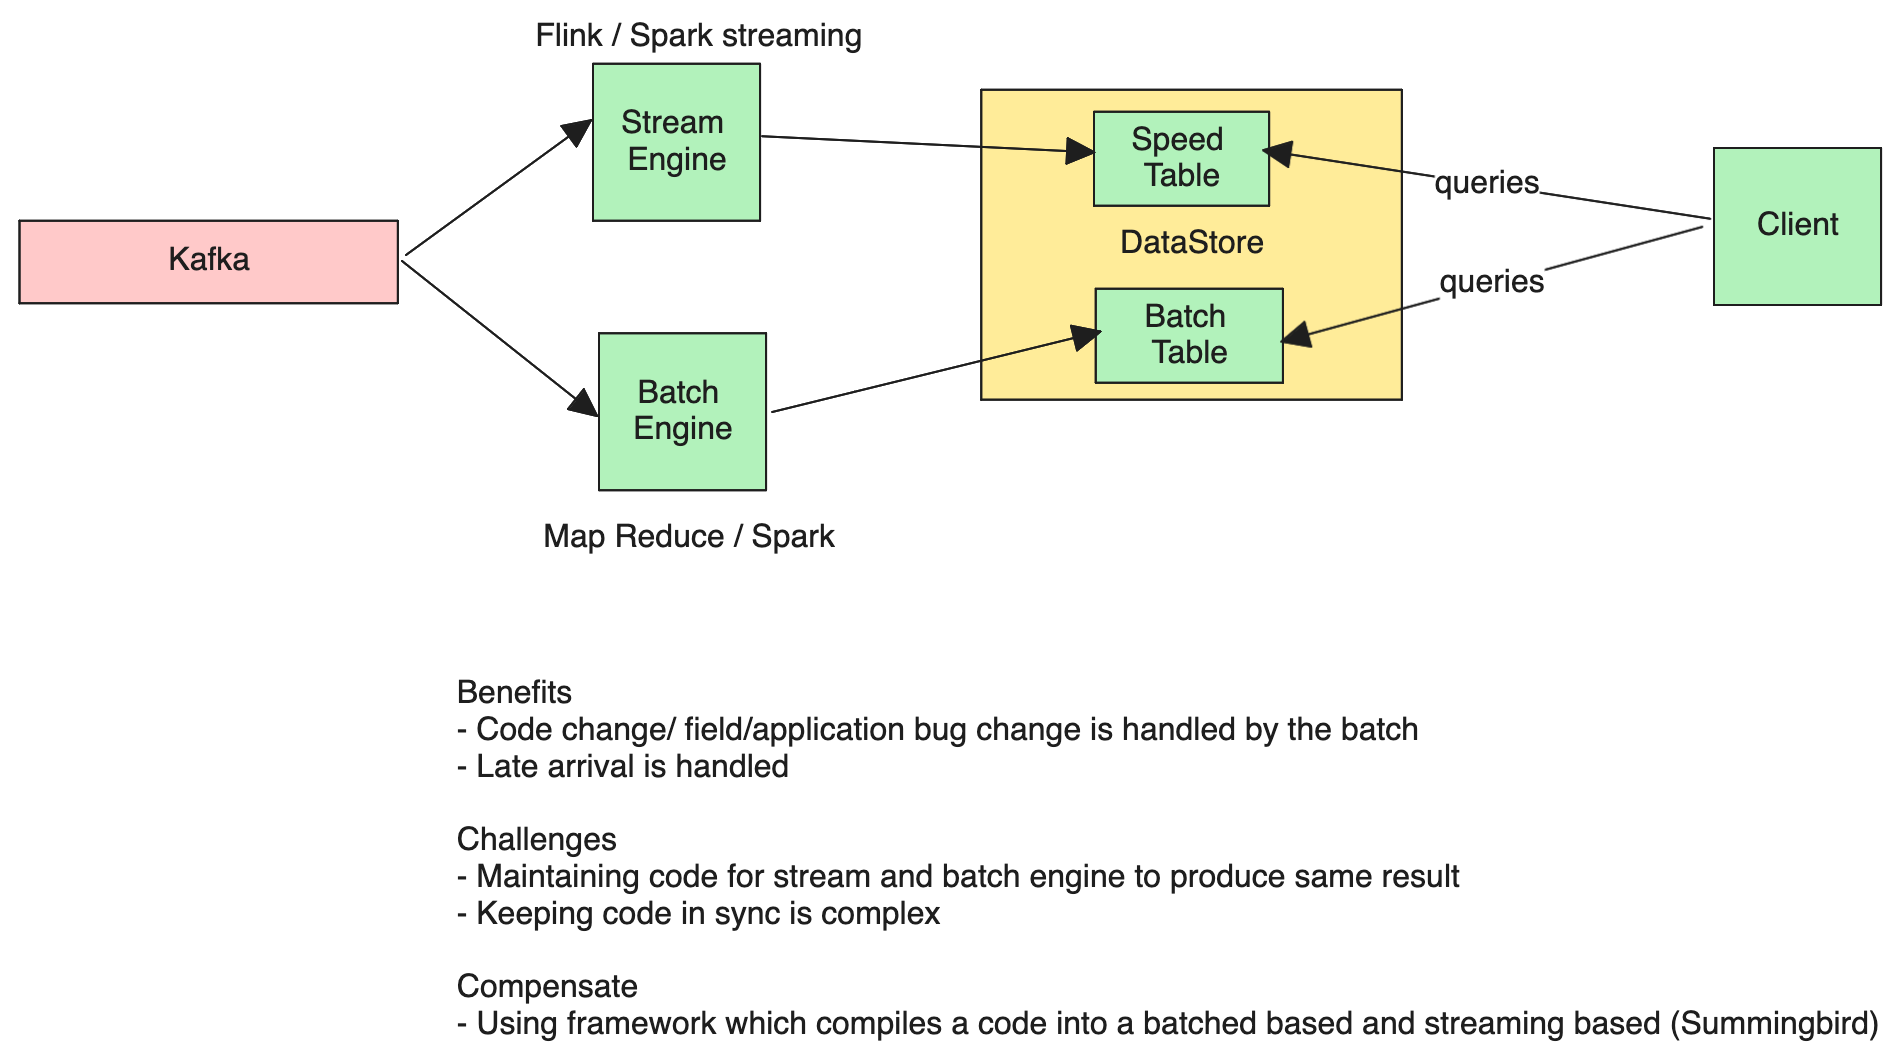 Flink / Spark streaming
Stream
Engine
Speed
Table
queries
Client
Kafka
DataStore
queries
Batch
Table
Batch
Engine
Map Reduce / Spark
Benefits
- Code change/ field/application bug change is handled by the batch
- Late arrival is handled
Challenges
- Maintaining code for stream and batch engine to produce same result
- Keeping code in sync is complex
Compensate
- Using framework which compiles a code into a batched based and streaming based (Summingbird)